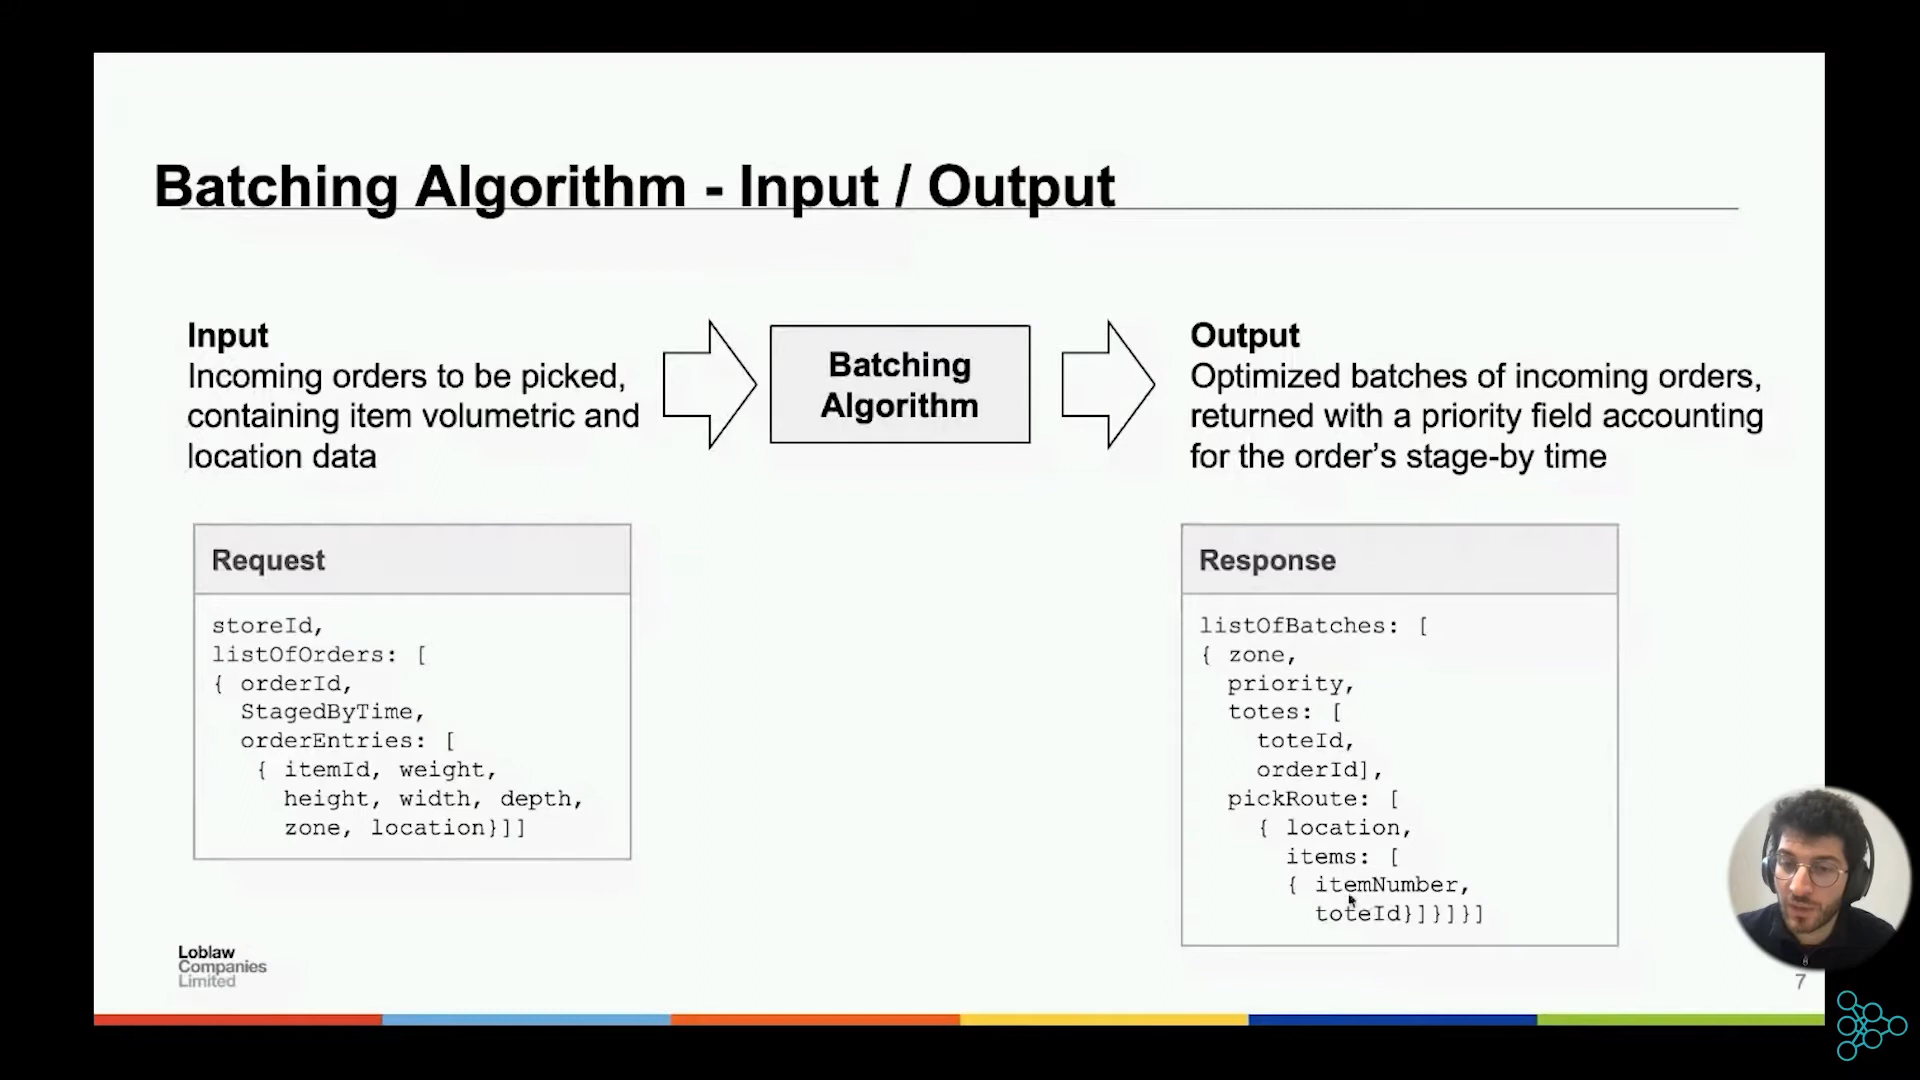 Batching Algorithm - Input / Output
Input
Incoming orders to be picked,
containing item volumetric and
location data
Batching
Algorithm
Output
Optimized batches of incoming orders,
returned with a priority field accounting
for the order's stage-by time
Request
storeId,
listOfOrders: [
{ orderId,
StagedByTime,
orderEntries: [
{ itemId, weight,
height, width, depth,
zone, location}]]
Response
listOfBatches: [
{ zone,
priority,
totes: [
toteId,
orderId],
pickRoute: [
{ location,
items: [
{ itemNumber,
toteId}]}]}]
Loblaw
Companies
Limited
7